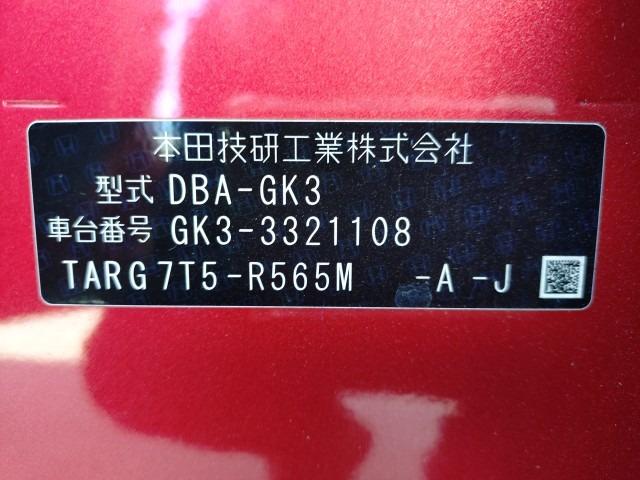 本田技研工業株式会社
型式 DBA-GK3
車台番号 GK3-3321108
TARG 7T5-R565M -A -J